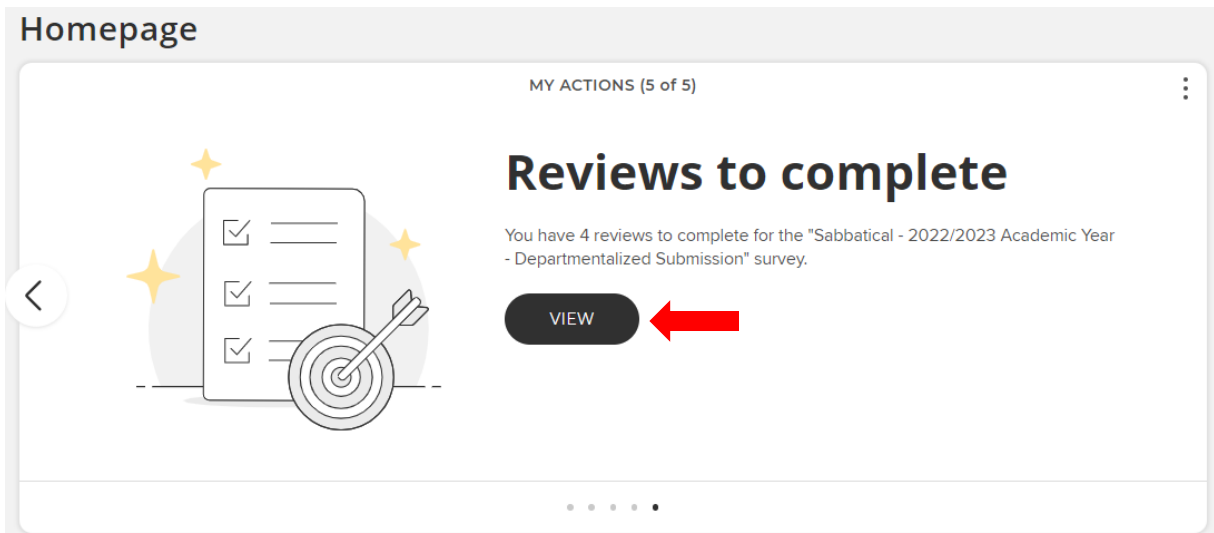 Homepage
MY ACTIONS (5 of 5)
Reviews to complete
You have 4 reviews to complete for the "Sabbatical - 2022/2023 Academic Year
- Departmentalized Submission" survey.
VIEW